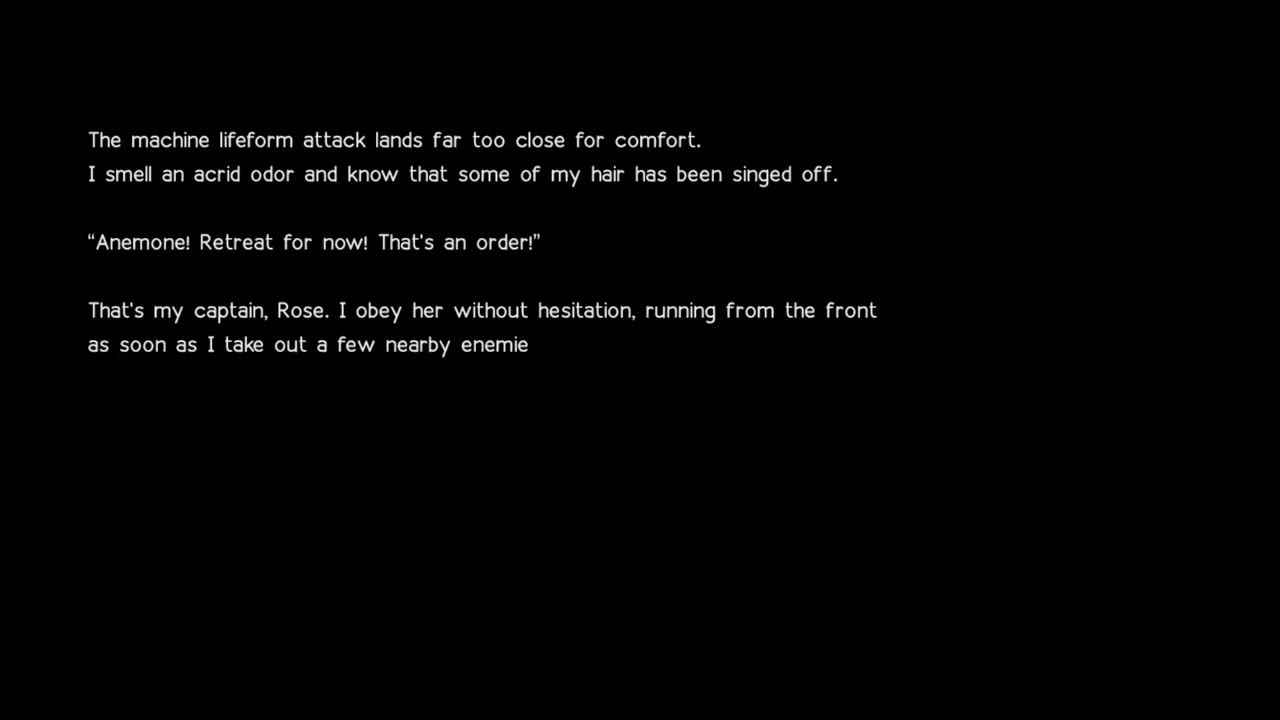 The machine lifeform attack lands far too close for comfort.
I smell an acrid odor and know that some of my hair has been singed off.
“Anemone! Retreat for now! That's an order!”
That's my captain, Rose. I obey her without hesitation, running from the front
as soon as I take out a few nearby enemie